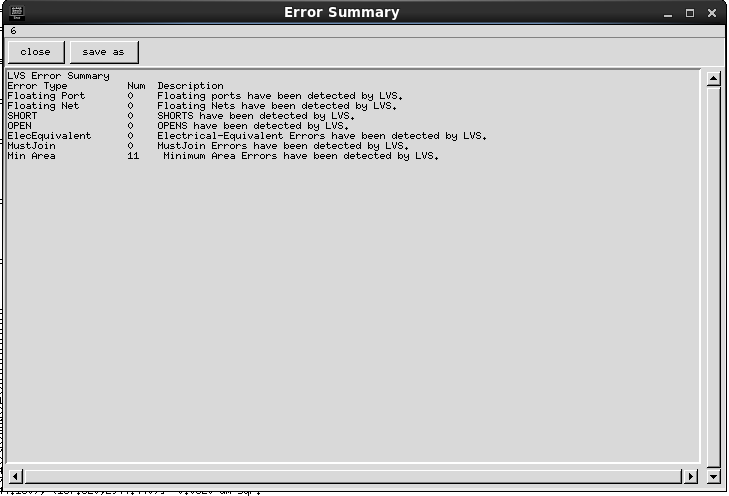 Error Summary
6
close save as
LVS Error Summary
Error Type Num Description
Floating Port 0 Floating ports have been detected by LVS.
Floating Net 0 Floating Nets have been detected by LVS.
SHORT 0 SHORTS have been detected by LVS.
OPEN 0 OPENS have been detected by LVS.
ElecEquivalent 0 Electrical-Equivalent Errors have been detected by LVS.
MustJoin 0 MustJoin Errors have been detected by LVS.
Min Area 11 Minimum Area Errors have been detected by LVS.